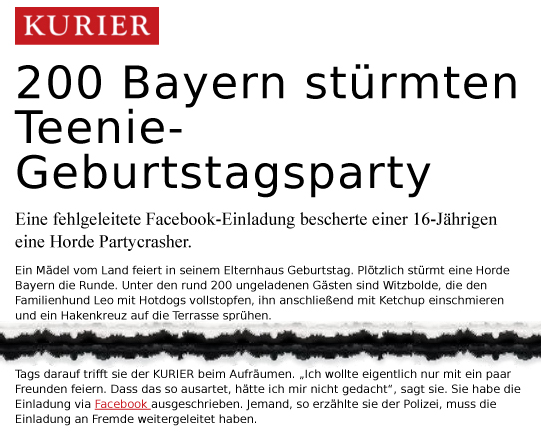 KURIER
200 Bayern stürmten
Teenie-
Geburtstagsparty
Eine fehlgeleitete Facebook-Einladung bescherte einer 16-Jährigen
eine Horde Partycrasher.
Ein Mädel vom Land feiert in seinem Elternhaus Geburtstag. Plötzlich stürmt eine Horde
Bayern die Runde. Unter den rund 200 ungeladenen Gästen sind Witzbolde, die den
Familienhund Leo mit Hotdogs vollstopfen, ihn anschließend mit Ketchup einschmieren
und ein Hakenkreuz auf die Terrasse sprühen.
Tags darauf trifft sie der KURIER beim Aufräumen. „Ich wollte eigentlich nur mit ein paar
Freunden feiern. Dass das so ausartet, hätte ich mir nicht gedacht“, sagt sie. Sie habe die
Einladung via Facebook ausgeschrieben. Jemand, so erzählte sie der Polizei, muss die
Einladung an Fremde weitergeleitet haben.